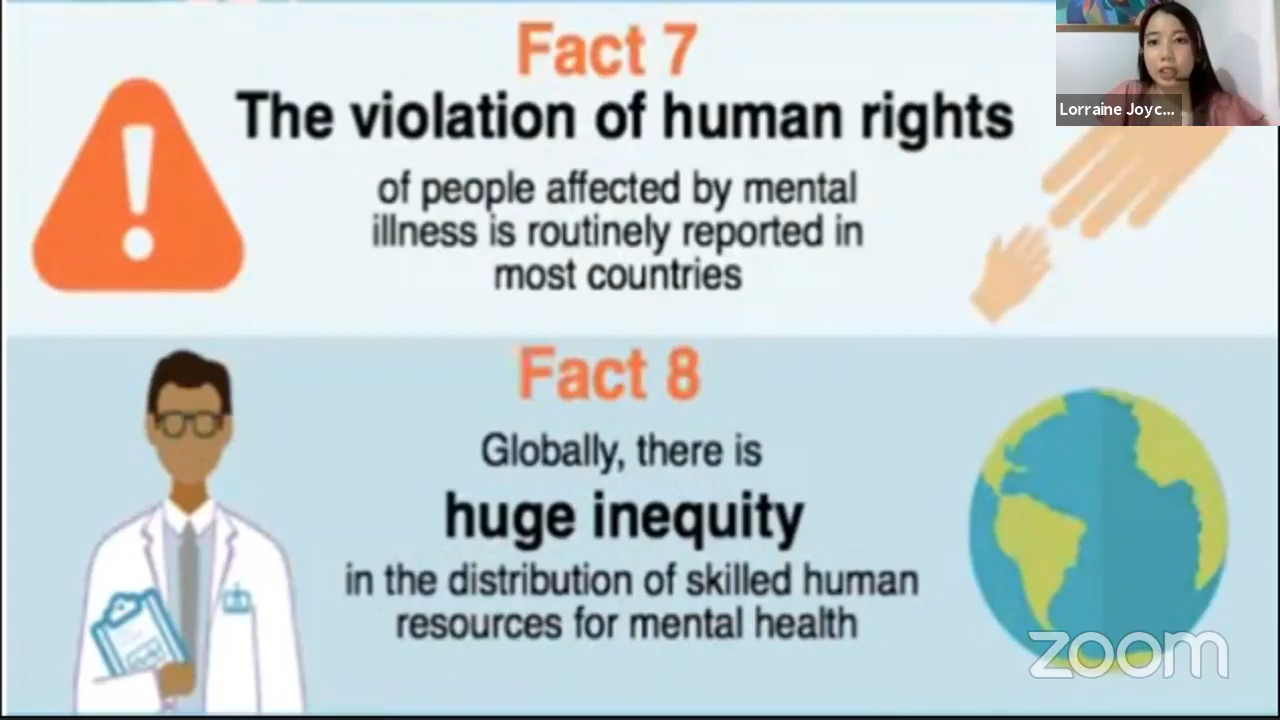 Fact 7
The violation of human rights
of people affected by mental
illness is routinely reported in
most countries
Lorraine Joyc...
Fact 8
Globally, there is
huge inequity
in the distribution of skilled human
resources for mental health
zoom